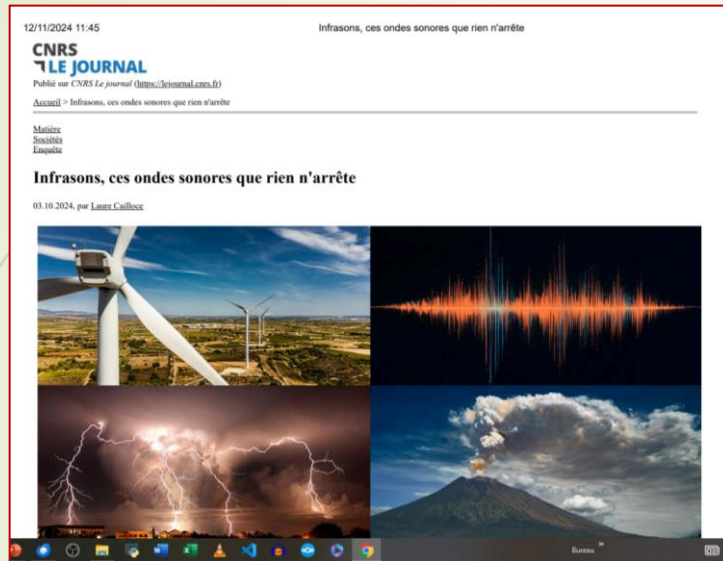 12/11/2024 11:45 Infrasons, ces ondes sonores que rien n'arrête
CNRS
LE JOURNAL
Publié sur CNRS Le journal (https://lejournal.cnrs.fr)
Accueil > Infrasons, ces ondes sonores que rien n'arrête
Matière
Sociétés
Enquête
Infrasons, ces ondes sonores que rien n'arrête
03.10.2024, par Laure Cailloce
Bureau